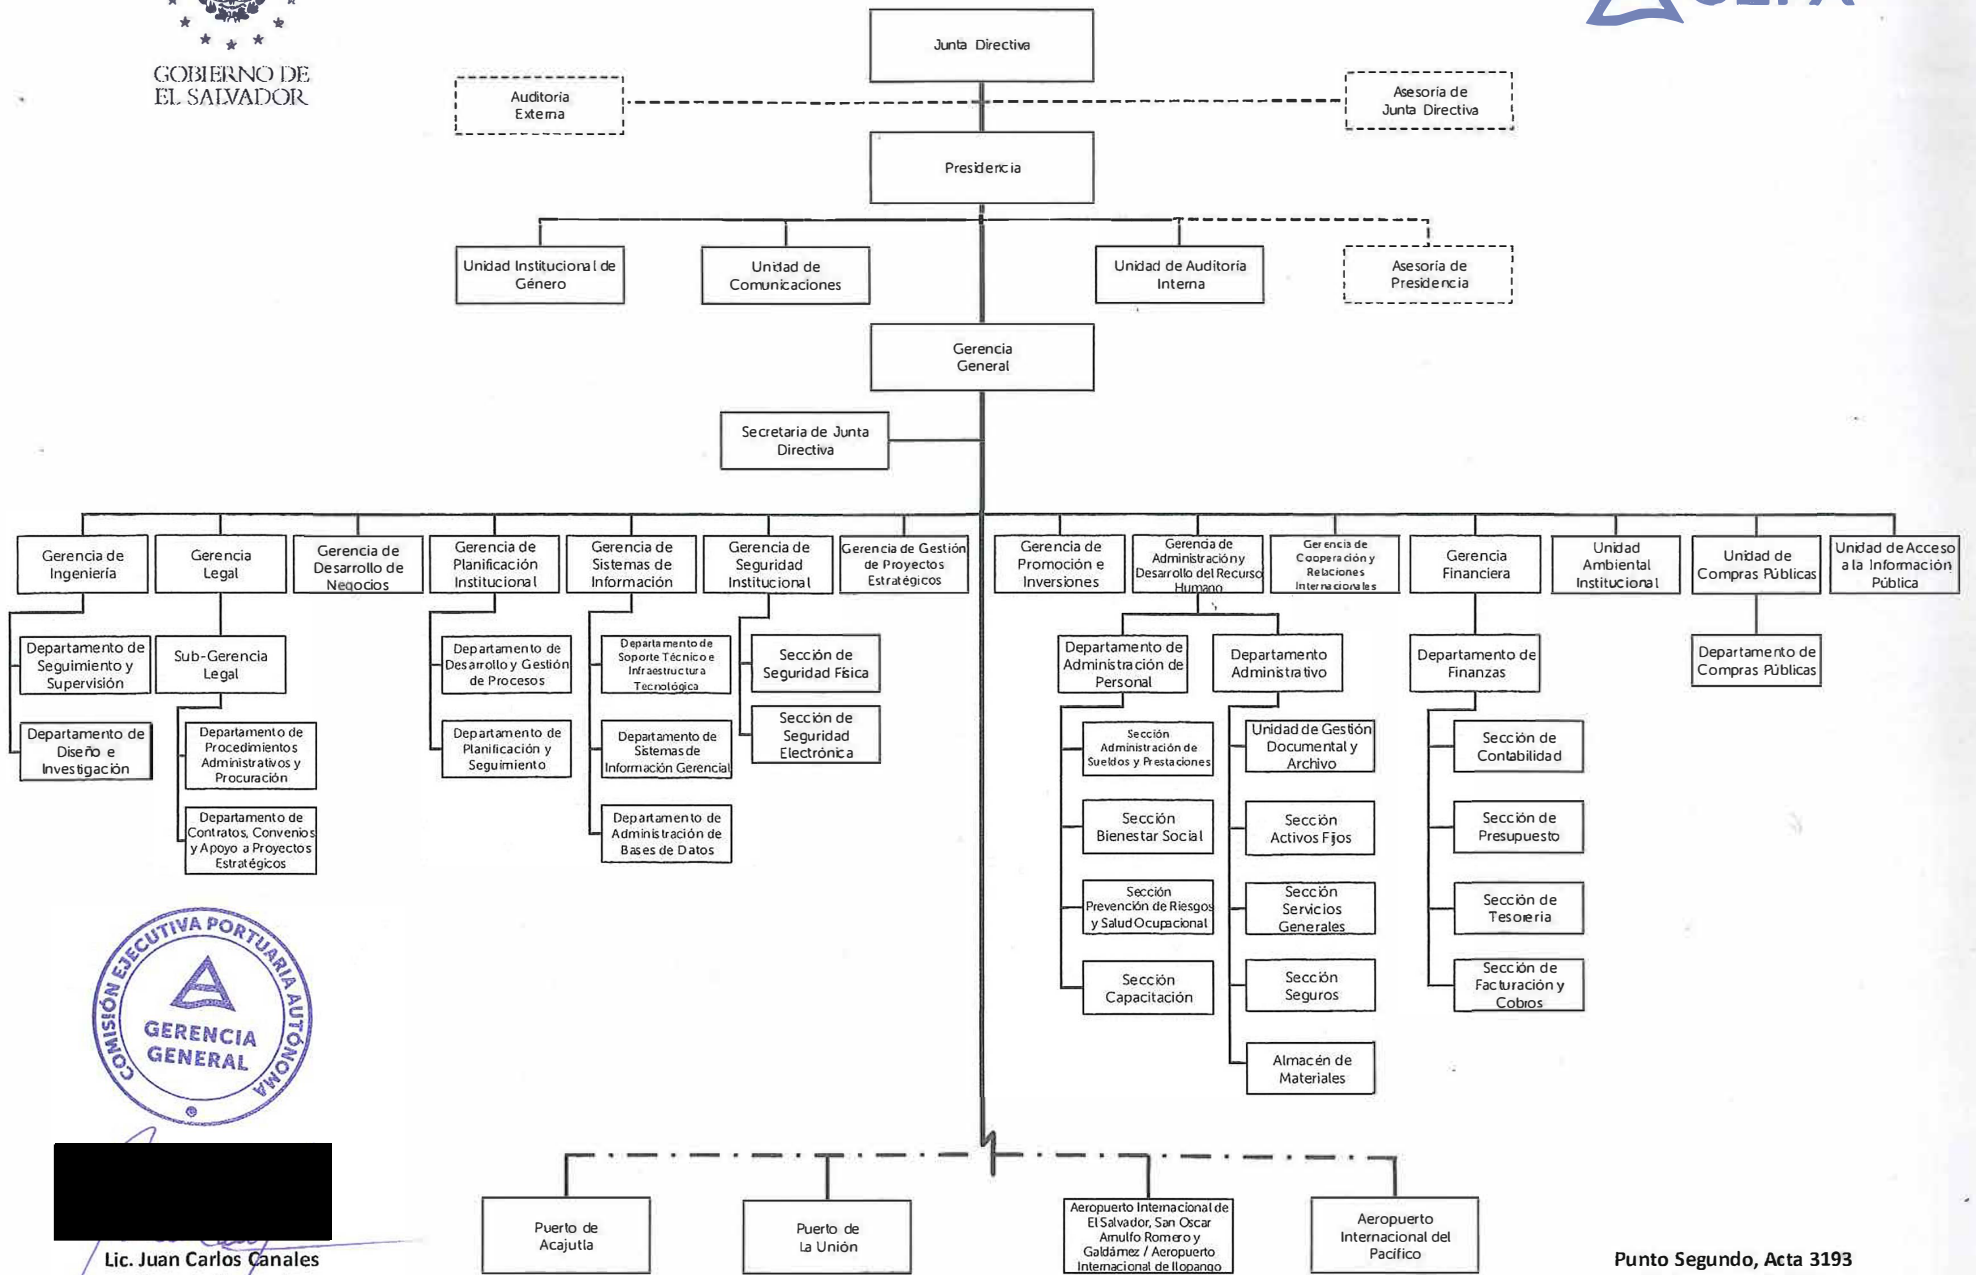 GOBIERNO DE
EL SALVADOR
Junta Directiva
Auditoría
Externa
Asesoría de
Junta Directiva
Presidencia
Unidad Institucional de
Género
Unidad de
Comunicaciones
Unidad de Auditoría
Interna
Asesoría de
Presidencia
Gerencia
General
Secretaria de Junta
Directiva
Gerencia de
Ingeniería
Gerencia
Legal
Gerencia de
Desarrollo de
Negocios
Gerencia de
Planificación
Institucional
Gerencia de
Sistemas de
Información
Gerencia de
Seguridad
Institucional
Gerencia de Gestión
de Proyectos
Estratégicos
Gerencia de
Promoción e
Inversiones
Gerencia de
Administración y
Desarrollo del Recurso
Humano
Gerencia de
Cooperación y
Relaciones
Internacionales
Gerencia
Financiera
Unidad
Ambiental
Institucional
Unidad de
Compras Públicas
Unidad de Acceso
a la Información
Pública
Departamento de
Seguimiento y
Supervisión
Sub-Gerencia
Legal
Departamento de
Desarrollo y Gestión
de Procesos
Departamento de
Soporte Técnico e
Infraestructura
Tecnológica
Sección de
Seguridad Física
Departamento de
Administración de
Personal
Departamento
Administrativo
Departamento de
Finanzas
Departamento de
Compras Públicas
Departamento de
Diseño e
Investigación
Departamento de
Procedimientos
Administrativos y
Procuración
Departamento de
Planificación y
Seguimiento
Departamento de
Sistemas de
Información Gerencial
Sección de
Seguridad
Electrónica
Sección
Administración de
Sueldos y Prestaciones
Unidad de Gestión
Documental y
Archivo
Sección de
Contabilidad
Departamento de
Contratos, Convenios
y Apoyo a Proyectos
Estratégicos
Departamento de
Administración de
Bases de Datos
Sección
Bienestar Social
Sección
Activos Fijos
Sección de
Presupuesto
Sección
Prevención de Riesgos
y Salud Ocupacional
Sección
Servicios
Generales
Sección de
Tesorería
Sección
Capacitación
Sección
Seguros
Sección de
Facturación y
Cobros
Almacén de
Materiales
COMISIÓN EJECUTIVA PORTUARIA AUTÓNOMA
GERENCIA
GENERAL
Puerto de
Acajutla
Puerto de
La Unión
Aeropuerto Internacional de
El Salvador, San Oscar
Arnulfo Romero y
Galdámez / Aeropuerto
Internacional de Ilopango
Aeropuerto
Internacional del
Pacífico
Lic. Juan Carlos Canales
Punto Segundo, Acta 3193